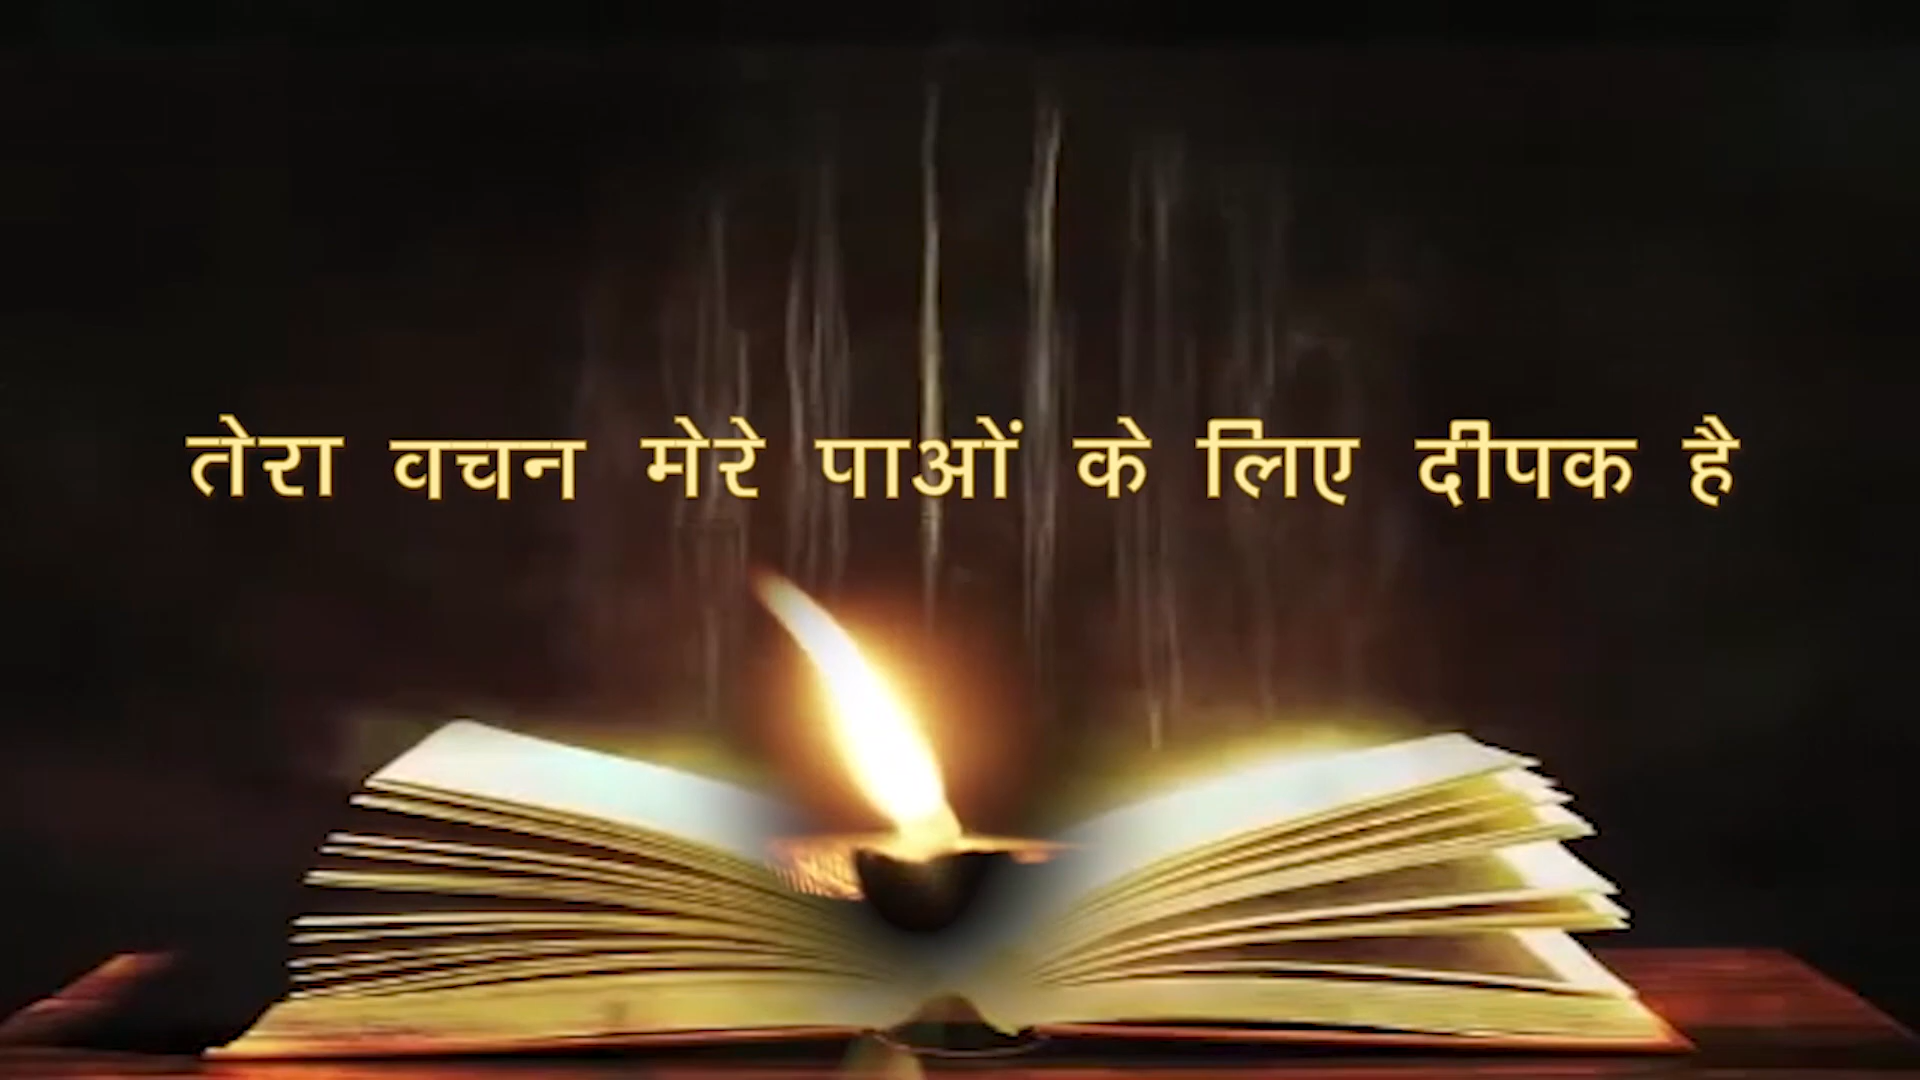 तेरा वचन मेरे पाओं के लिए दीपक है